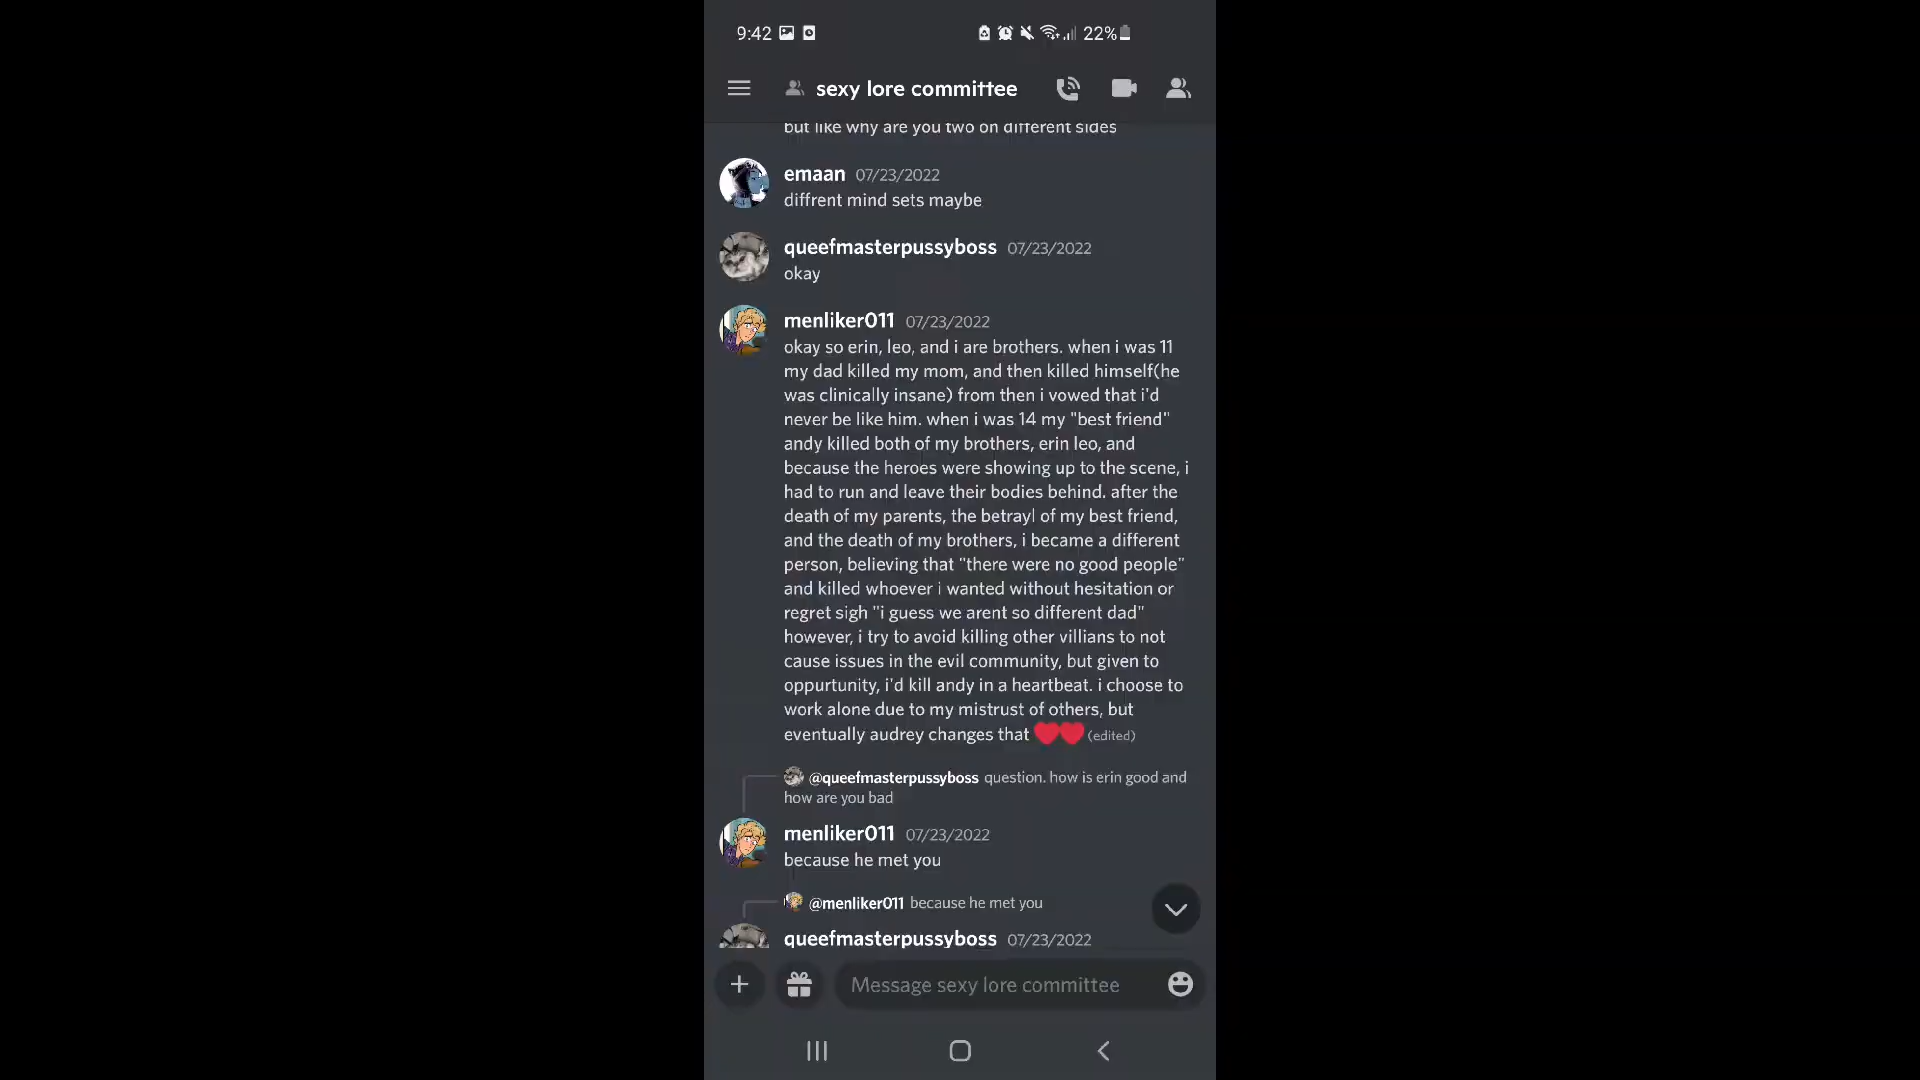 9:42
22%
sexy lore committee
but like why are you two on different sides
emaan 07/23/2022
diffrent mind sets maybe
queefmasterpussyboss 07/23/2022
okay
menliker011 07/23/2022
okay so erin, leo, and i are brothers. when i was 11
my dad killed my mom, and then killed himself(he
was clinically insane) from then i vowed that i'd
never be like him. when i was 14 my "best friend"
andy killed both of my brothers, erin leo, and
because the heroes were showing up to the scene, i
had to run and leave their bodies behind. after the
death of my parents, the betrayl of my best friend,
and the death of my brothers, i became a different
person, believing that "there were no good people"
and killed whoever i wanted without hesitation or
regret sigh "i guess we arent so different dad"
however, i try to avoid killing other villians to not
cause issues in the evil community, but given to
oppurtunity, i'd kill andy in a heartbeat. i choose to
work alone due to my mistrust of others, but
eventually audrey changes that ❤️❤️ (edited)
@queefmasterpussyboss question. how is erin good and
how are you bad
menliker011 07/23/2022
because he met you
@menliker011 because he met you
queefmasterpussyboss 07/23/2022
Message sexy lore committee